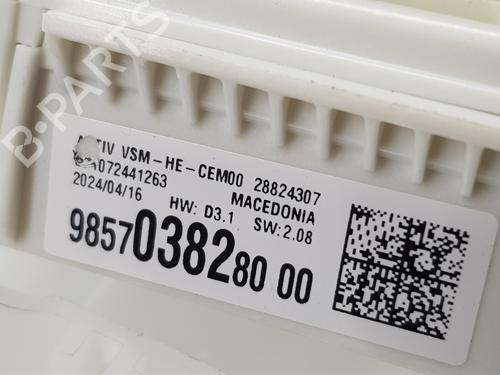 B-PARTS
VSM-HE-CEM00 28824307
072441263 MACEDONIA
2024/04/16 HW: D3.1 SW:2.08
9857038280 00